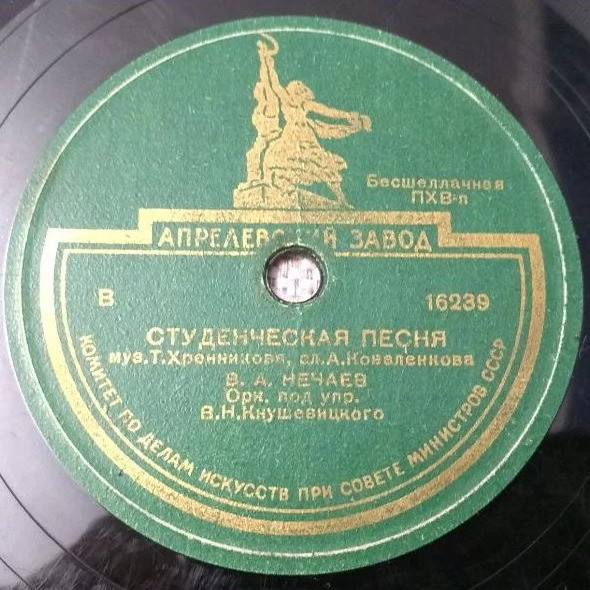 Бесшеллачная
ПХВ-п
АПРЕЛЕВСКИЙ ЗАВОД
В 16239
СТУДЕНЧЕСКАЯ ПЕСНЯ
муз. Т. Хренникова, сл. А. Коваленкова
В. А. НЕЧАЕВ
Орк. под упр.
В. Н. Кнушевицкого
КОМИТЕТ ПО ДЕЛАМ ИСКУССТВ ПРИ СОВЕТЕ МИНИСТРОВ СССР